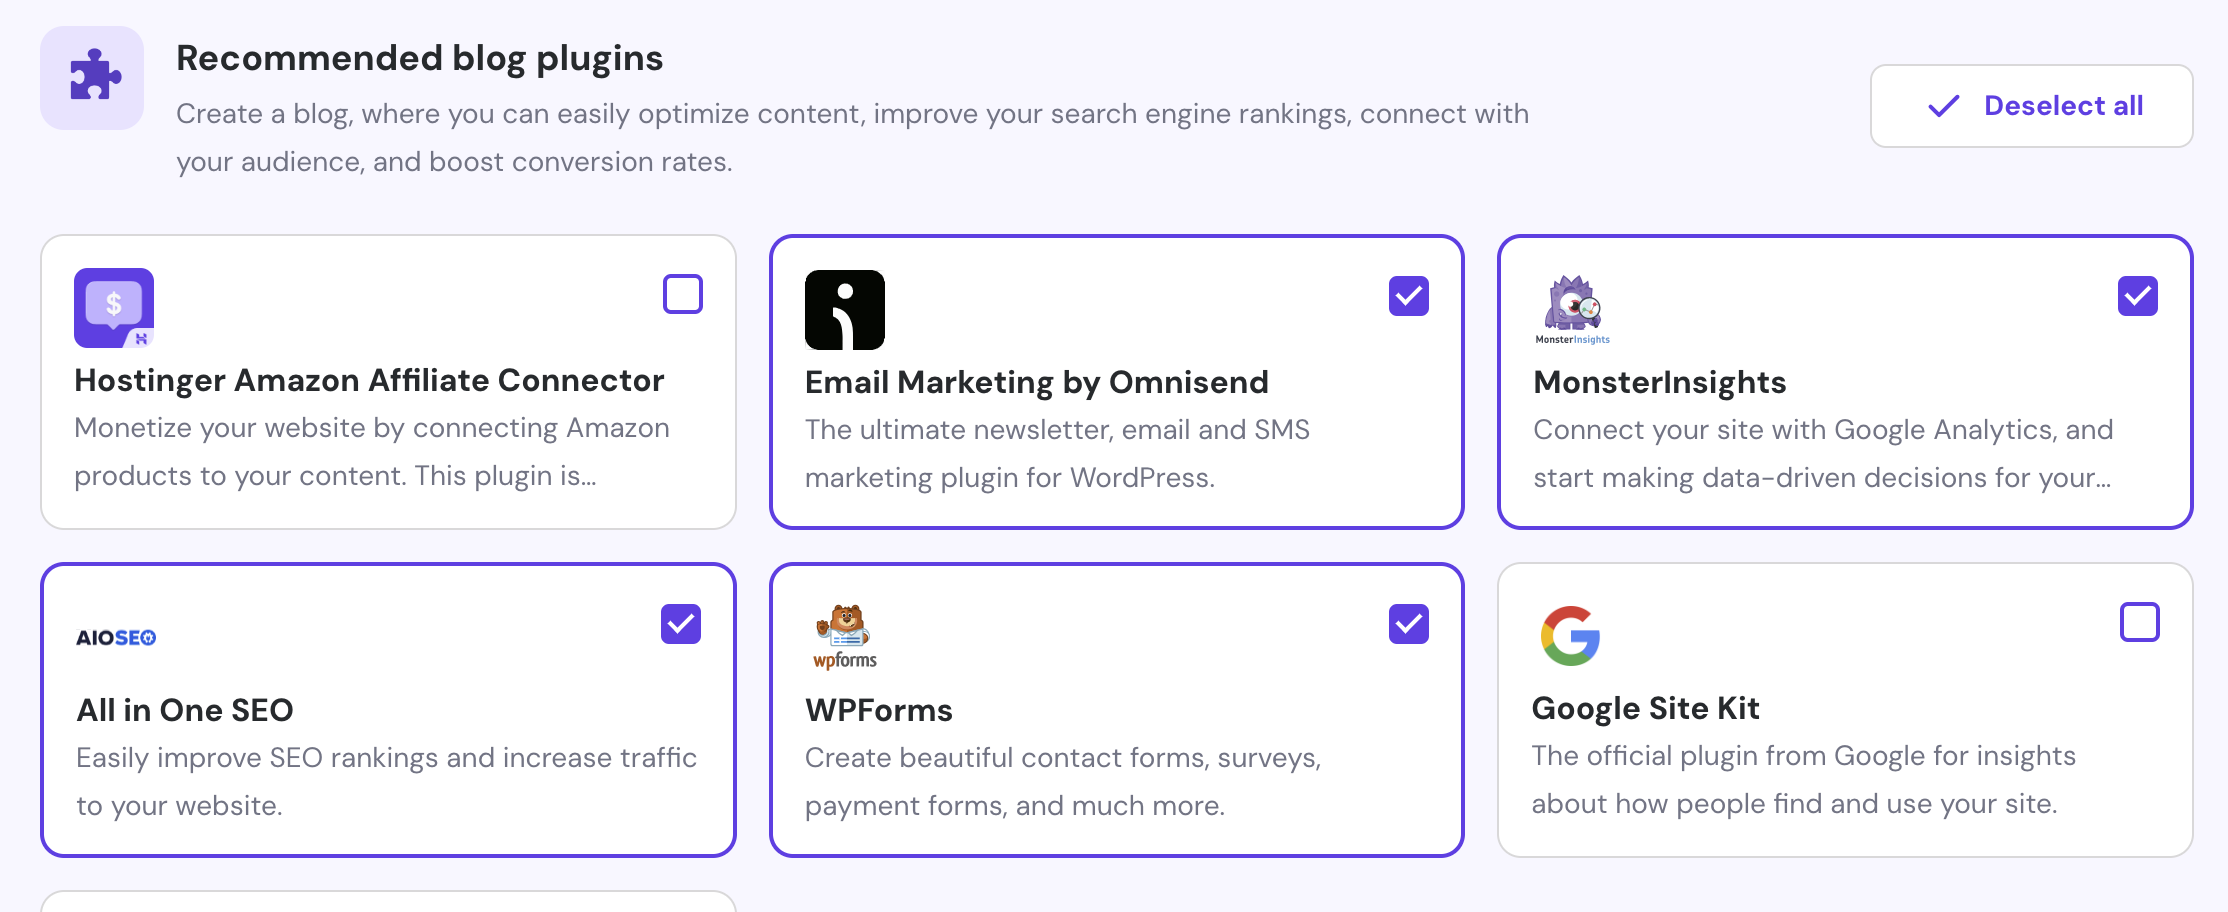 Recommended blog plugins
Create a blog, where you can easily optimize content, improve your search engine rankings, connect with
your audience, and boost conversion rates.
Deselect all
$
Hostinger Amazon Affiliate Connector
Monetize your website by connecting Amazon
products to your content. This plugin is...
Email Marketing by Omnisend
The ultimate newsletter, email and SMS
marketing plugin for WordPress.
MonsterInsights
MonsterInsights
Connect your site with Google Analytics, and
start making data-driven decisions for your...
AIOSEO
All in One SEO
Easily improve SEO rankings and increase traffic
to your website.
wpforms
WPForms
Create beautiful contact forms, surveys,
payment forms, and much more.
G
Google Site Kit
The official plugin from Google for insights
about how people find and use your site.